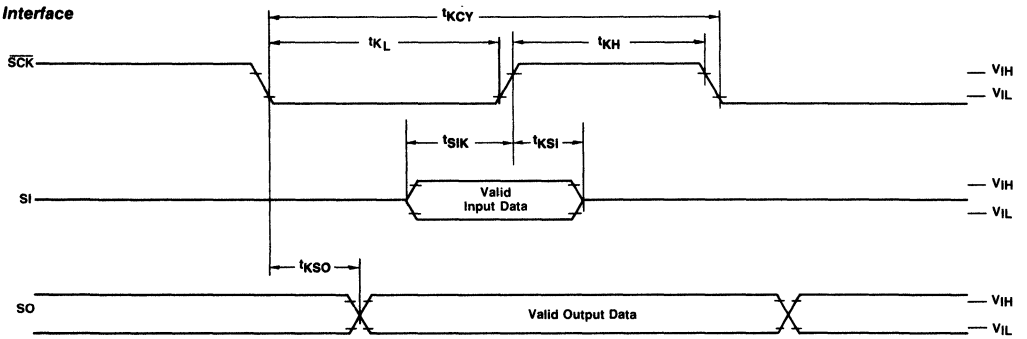 Interface
tKCY
tKL
tKH
SCK
VIH
VIL
tSIK
tKSI
SI
Valid
Input Data
VIH
VIL
tKSO
SO
Valid Output Data
VIH
VIL